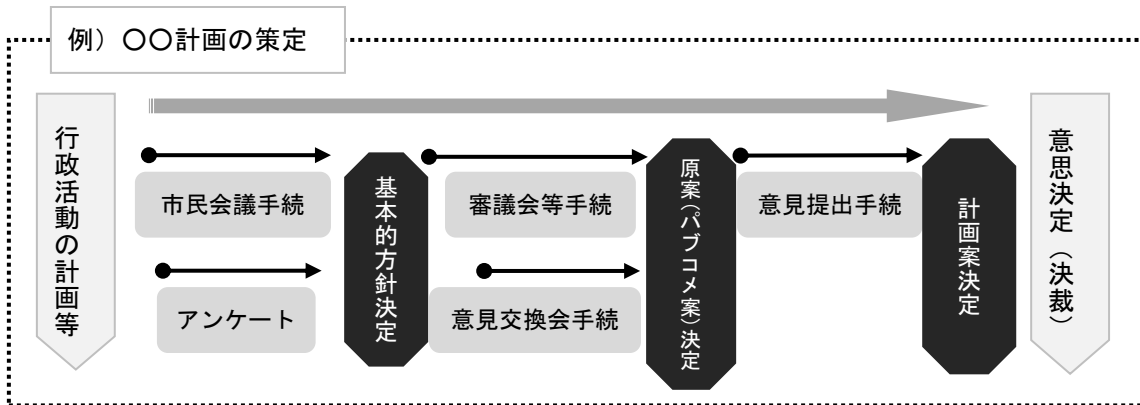 例）〇〇計画の策定
行政活動の計画等
市民会議手続
アンケート
基本的方針決定
審議会等手続
意見交換会手続
原案（パブコメ案）決定
意見提出手続
計画案決定
意思決定（決裁）